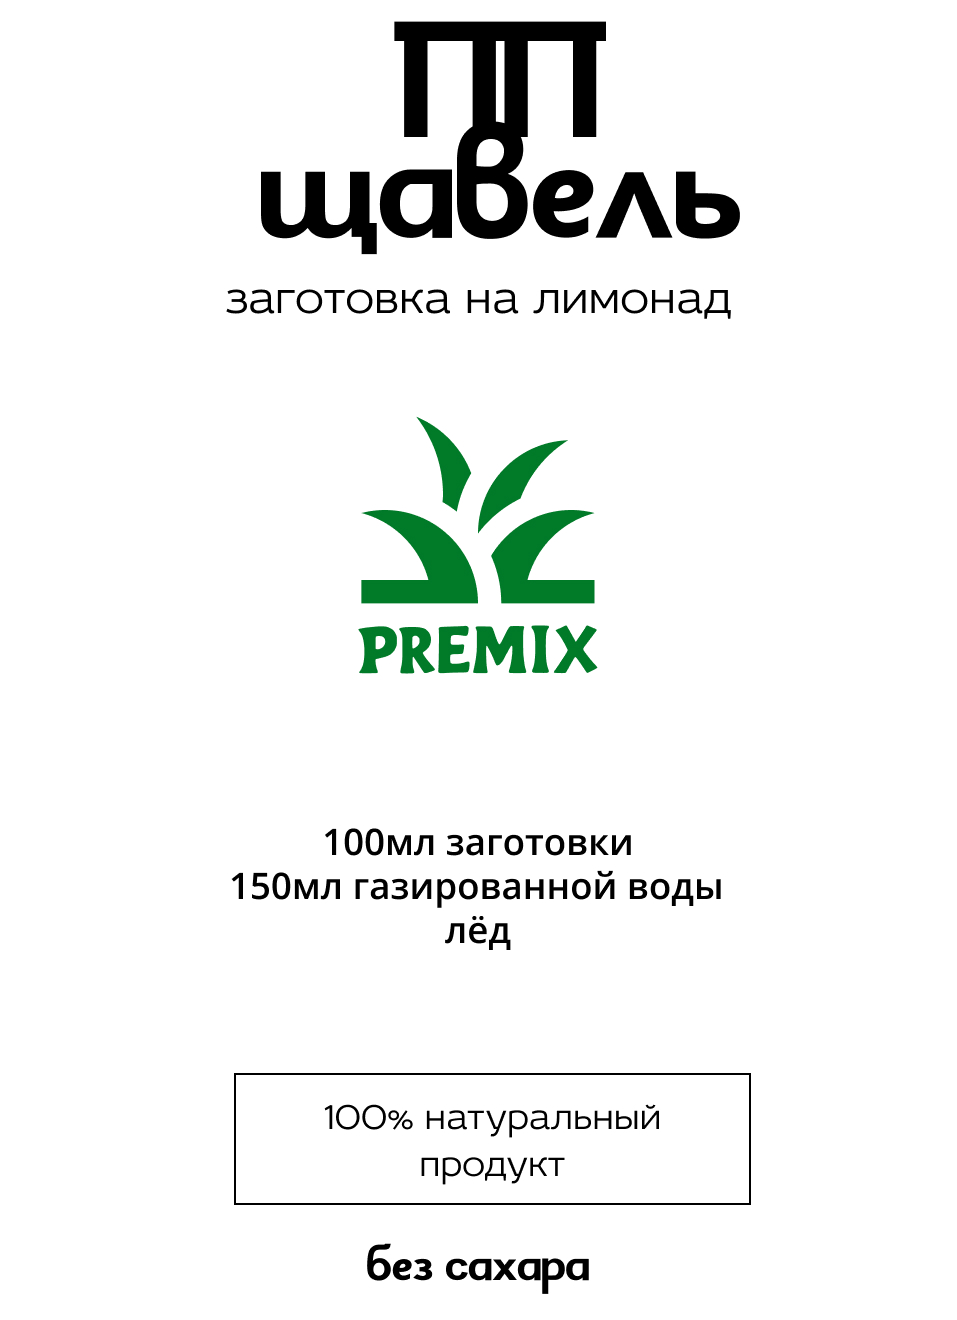 ПП
щавель
заготовка на лимонад
PREMIX
100мл заготовки
150мл газированной воды
лёд
100% натуральный
продукт
без сахара